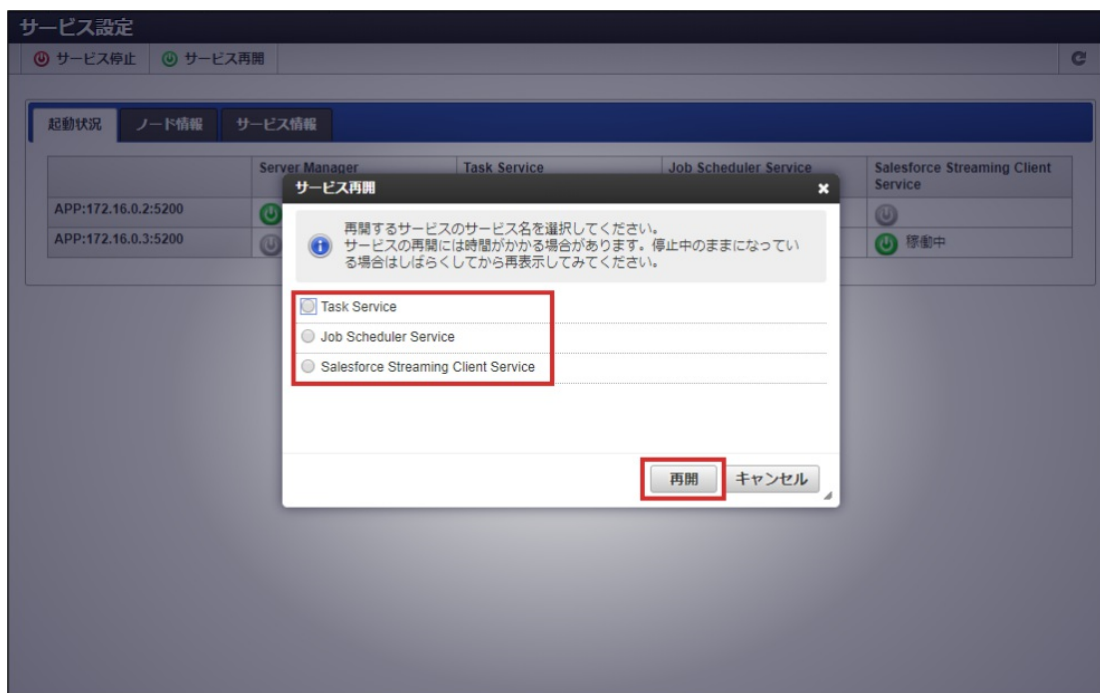 サービス設定
サービス停止 サービス再開
起動状況 ノード情報 サービス情報
Server Manager Task Service Job Scheduler Service Salesforce Streaming Client
Service
APP:172.16.0.2:5200
APP:172.16.0.3:5200 稼働中
サービス再開
再開するサービスのサービス名を選択してください。
サービスの再開には時間がかかる場合があります。停止中のままになってい
る場合はしばらくしてから再表示してみてください。
Task Service
Job Scheduler Service
Salesforce Streaming Client Service
再開 キャンセル